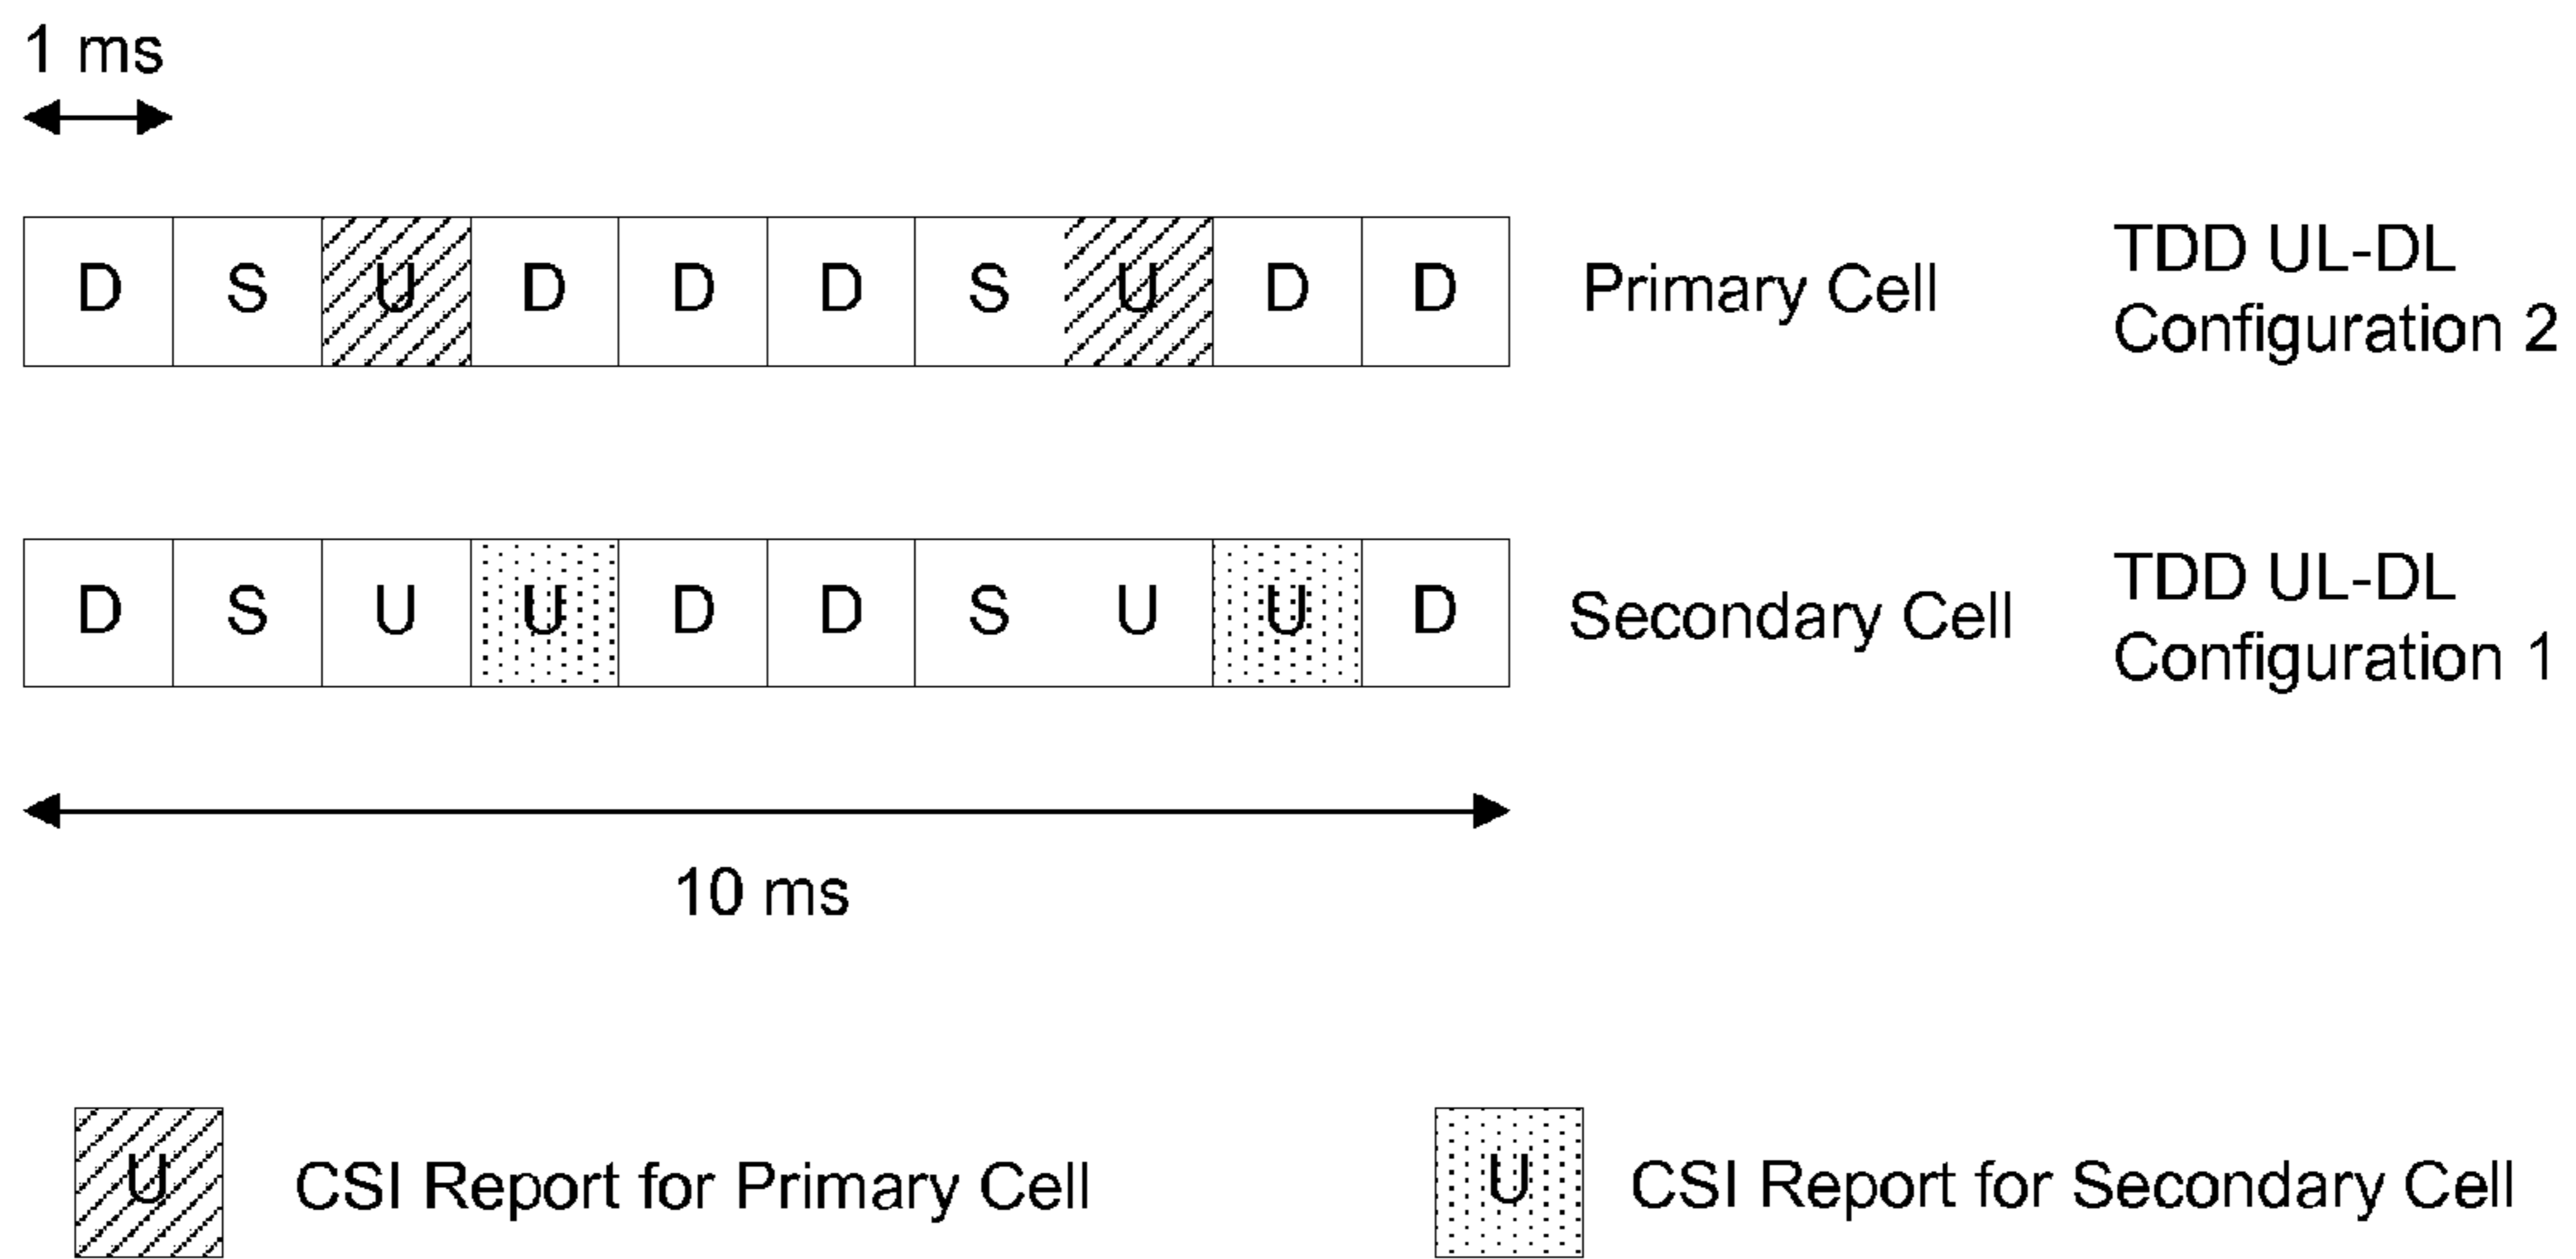 1 ms
D S U D D D S U D D Primary Cell TDD UL-DL
Configuration 2
D S U U D D S U U D Secondary Cell TDD UL-DL
Configuration 1
10 ms
U CSI Report for Primary Cell U CSI Report for Secondary Cell